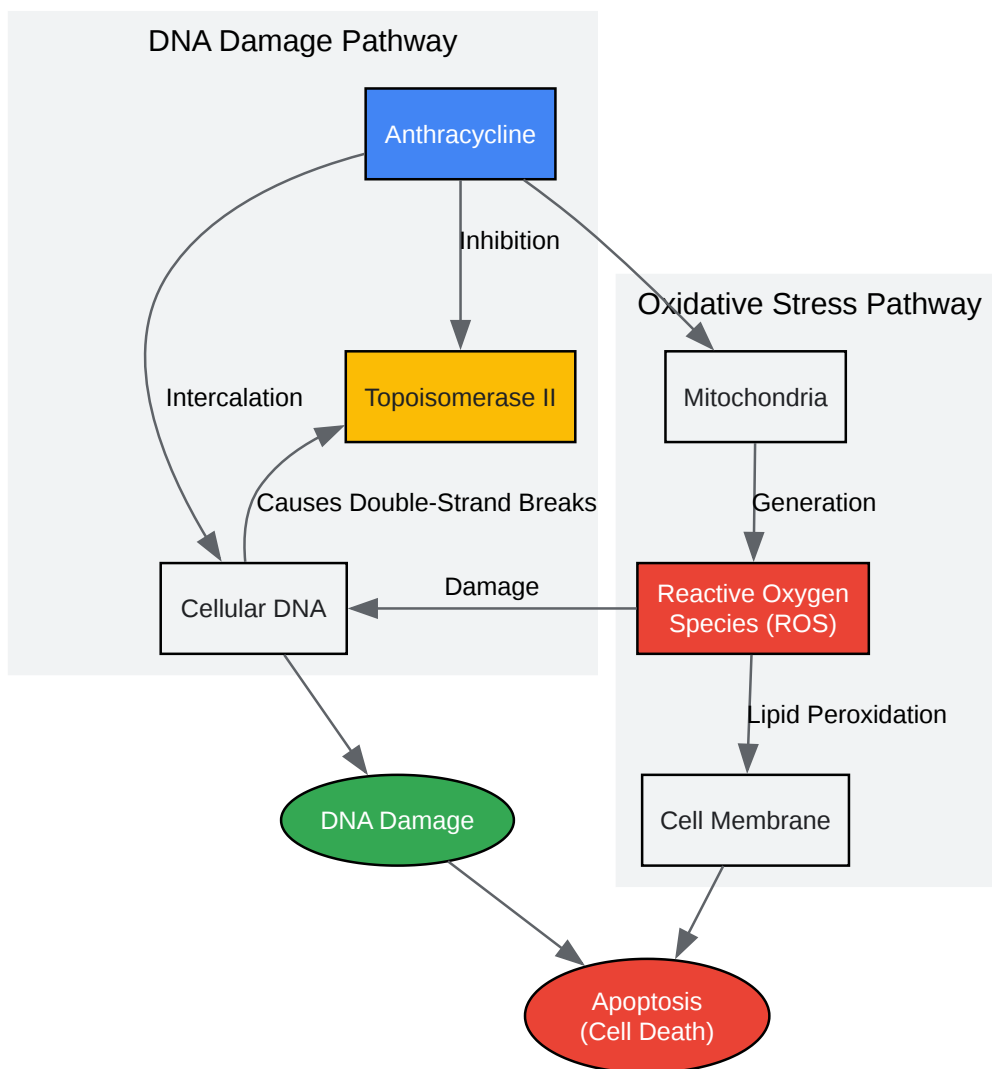 DNA Damage Pathway
Anthracycline
Inhibition
Oxidative Stress Pathway
Intercalation
Topoisomerase II
Mitochondria
Causes Double-Strand Breaks
Generation
Cellular DNA
Damage
Reactive Oxygen
Species (ROS)
Lipid Peroxidation
DNA Damage
Cell Membrane
Apoptosis
(Cell Death)